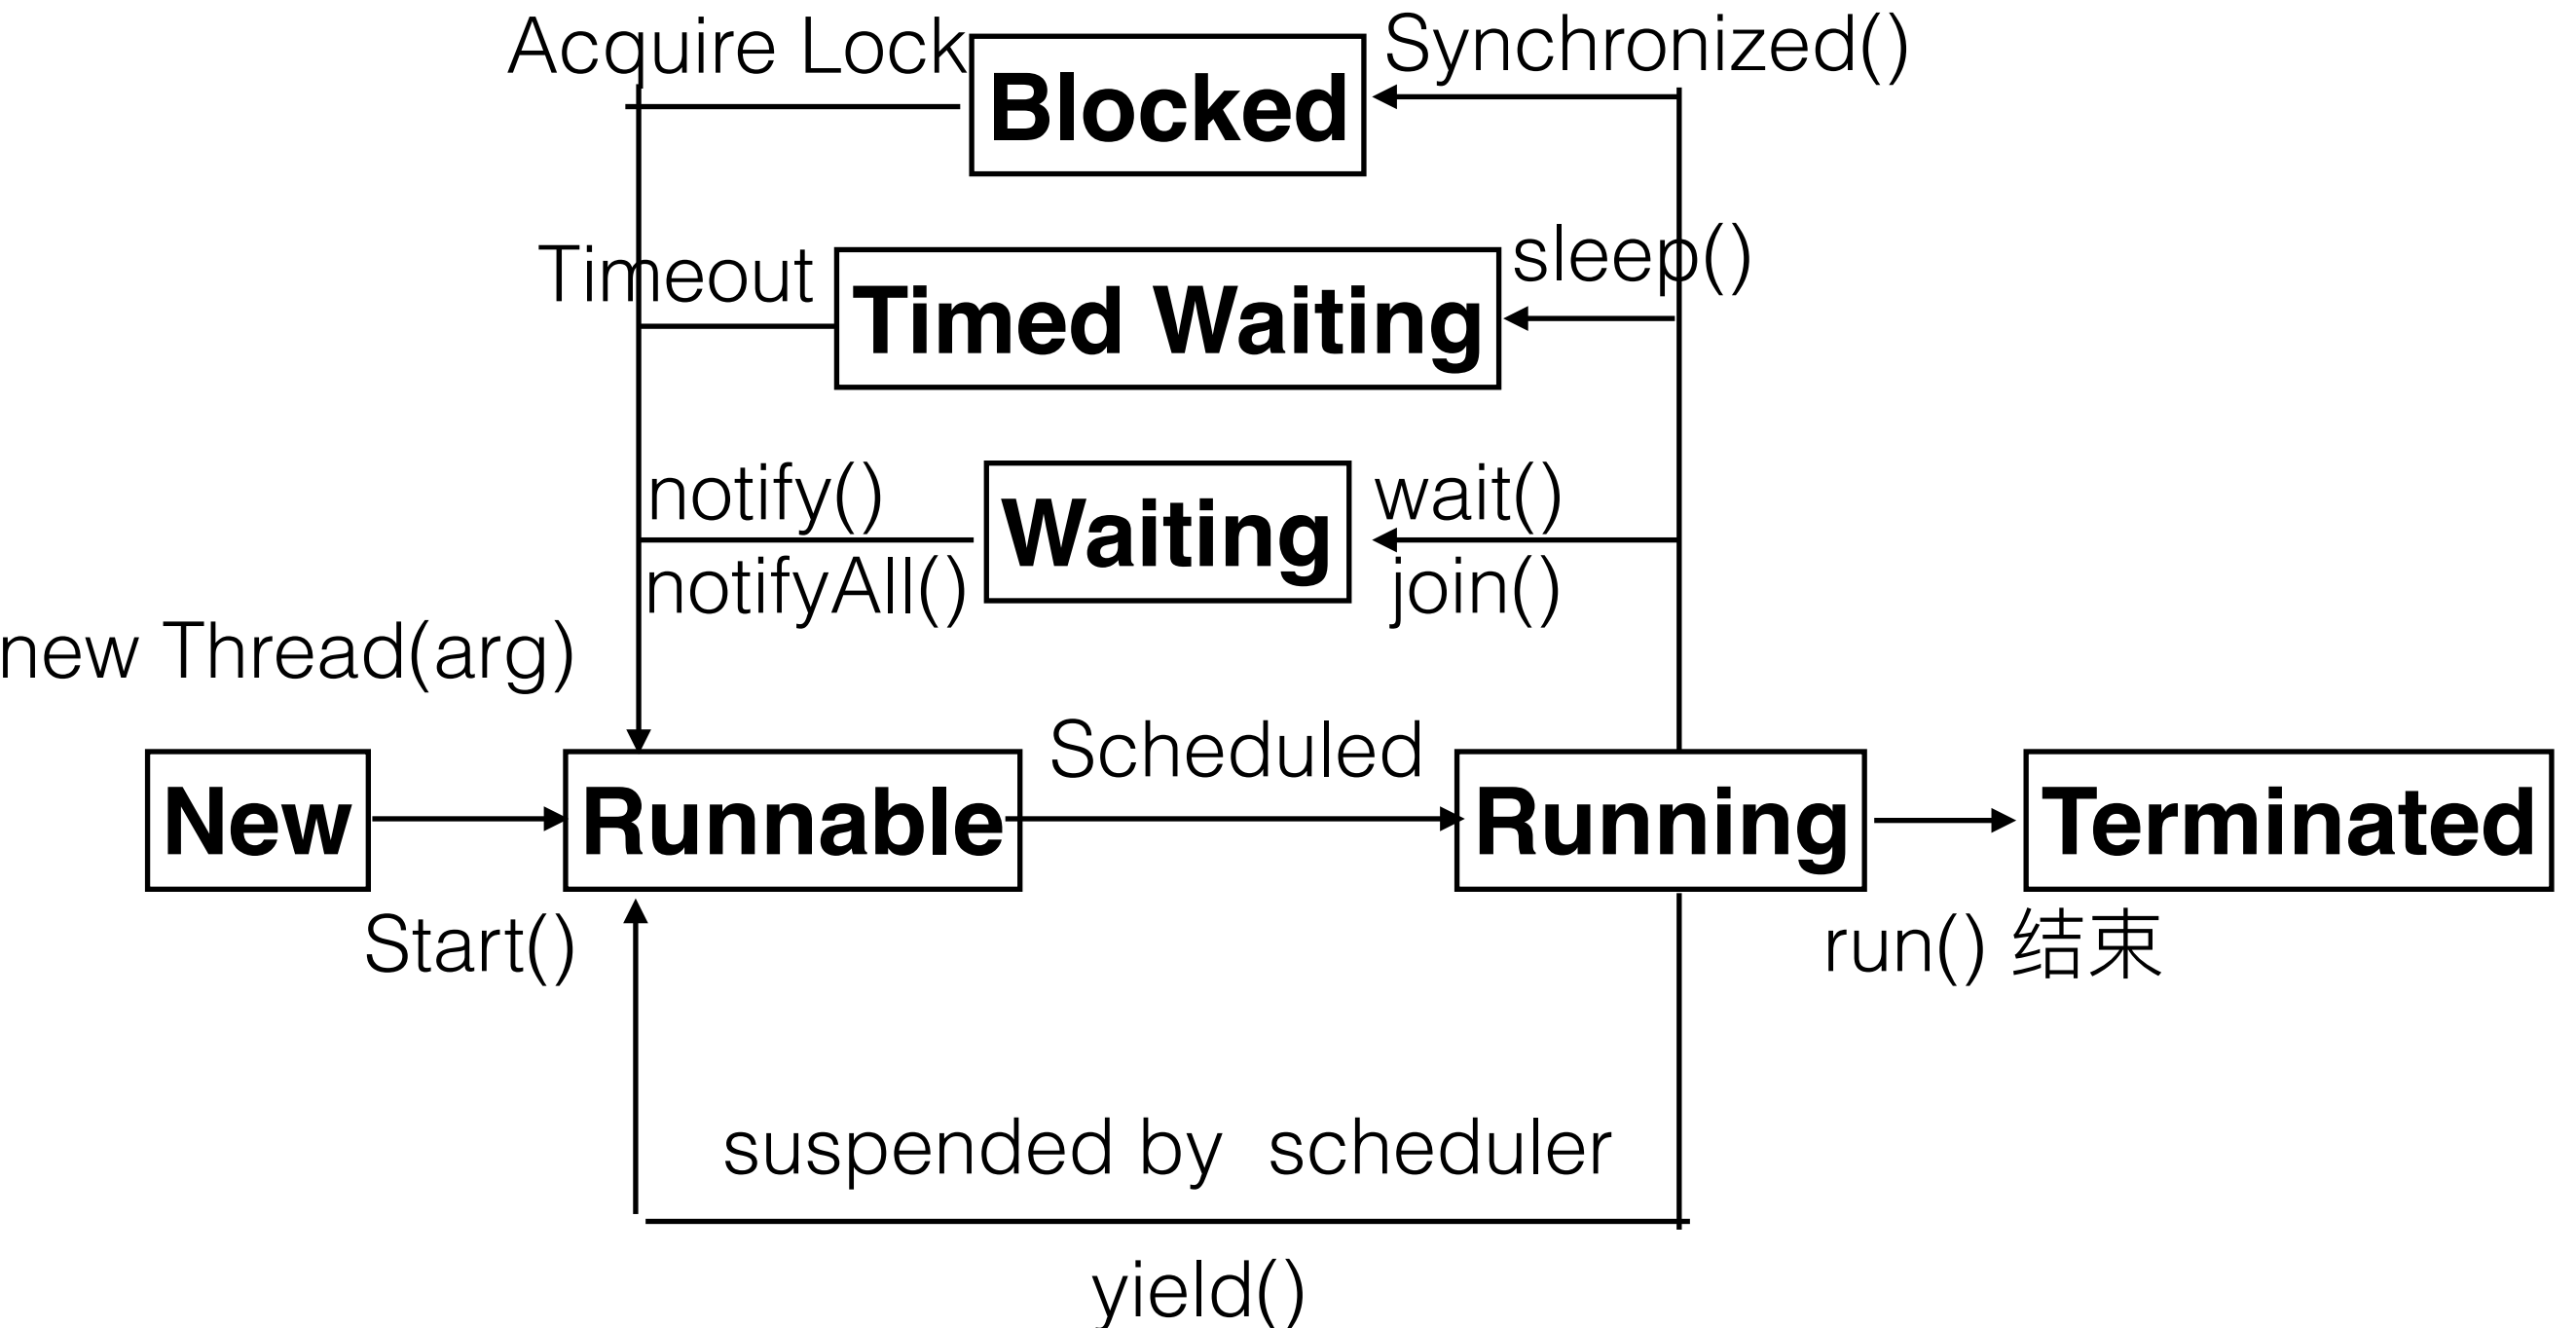 Acquire Lock
Blocked
Synchronized()
Timeout
Timed Waiting
sleep()
notify()
Waiting
wait()
notifyAll()
join()
new Thread(arg)
Scheduled
New
Runnable
Running
Terminated
Start()
run() 结束
suspended by scheduler
yield()